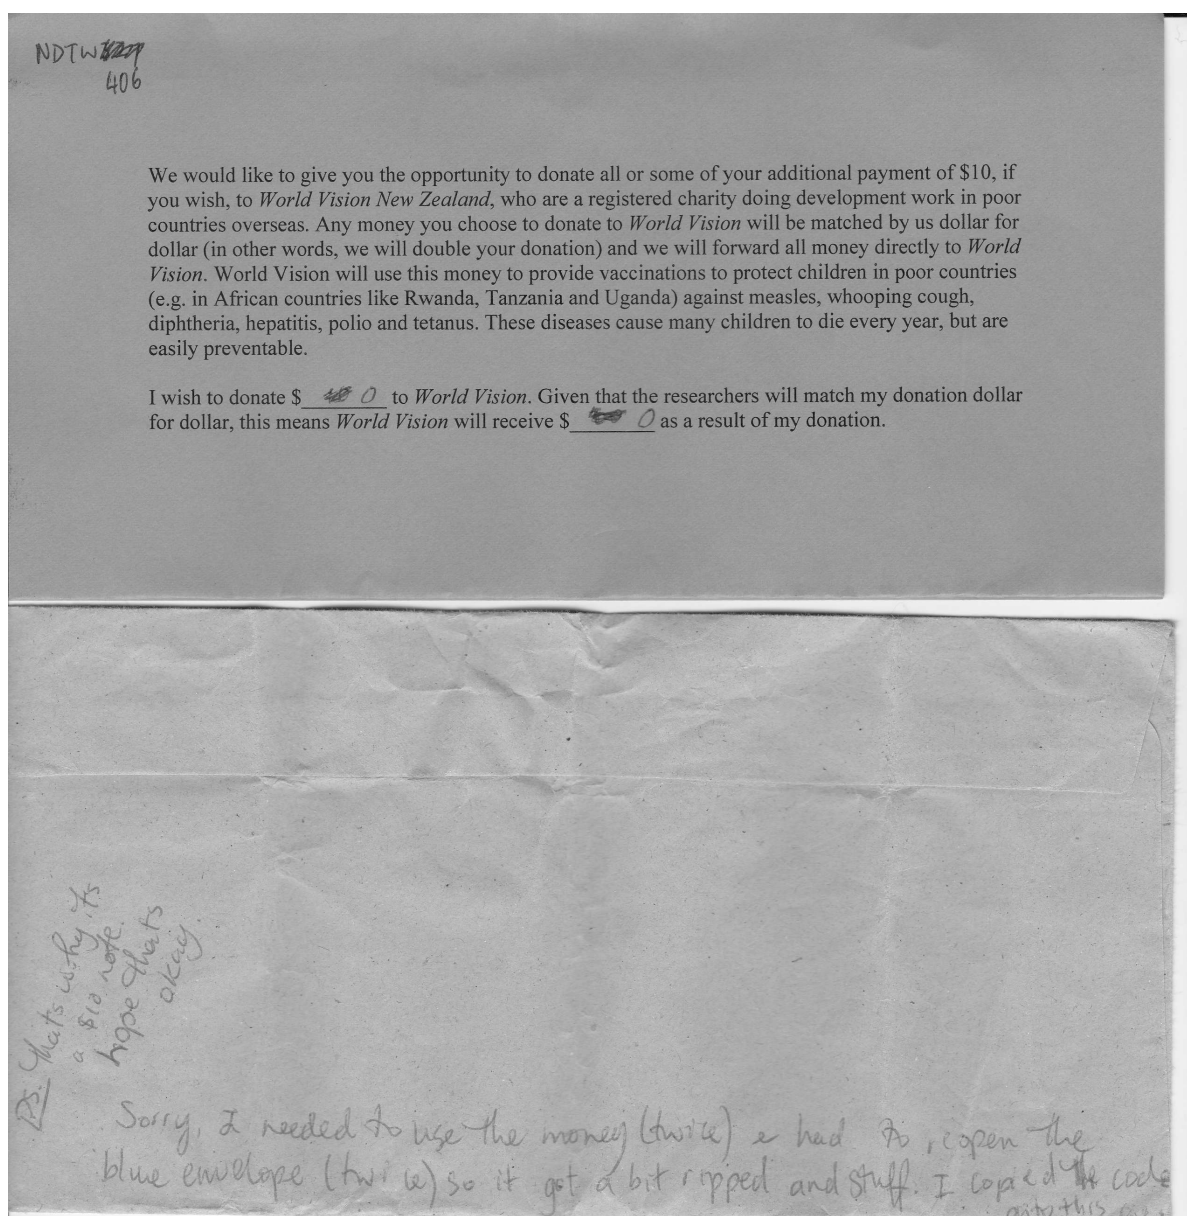 NDTW
406
We would like to give you the opportunity to donate all or some of your additional payment of $10, if
you wish, to World Vision New Zealand, who are a registered charity doing development work in poor
countries overseas. Any money you choose to donate to World Vision will be matched by us dollar for
dollar (in other words, we will double your donation) and we will forward all money directly to World
Vision. World Vision will use this money to provide vaccinations to protect children in poor countries
(e.g. in African countries like Rwanda, Tanzania and Uganda) against measles, whooping cough,
diphtheria, hepatitis, polio and tetanus. These diseases cause many children to die every year, but are
easily preventable.
I wish to donate $ 0 to World Vision. Given that the researchers will match my donation dollar
for dollar, this means World Vision will receive $ 0 as a result of my donation.
Sorry, I needed to use the money (twice) & had to open the
blue envelope (twice) so it got a bit ripped and stuff. I copied the code
onto this
PS. Thats why its
a $10 note.
hope thats
okay.